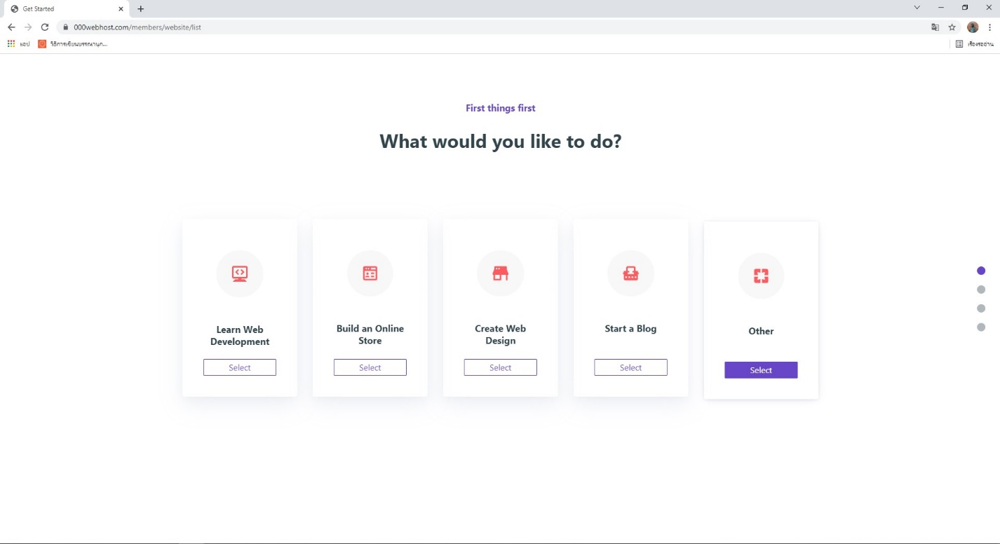 Get Started
000webhost.com/members/website/list
แอป
วิธีการเขียนบรรณานุก...
เรื่องรออ่าน
First things first
What would you like to do?
Learn Web
Development
Select
Build an Online
Store
Select
Create Web
Design
Select
Start a Blog
Select
Other
Select